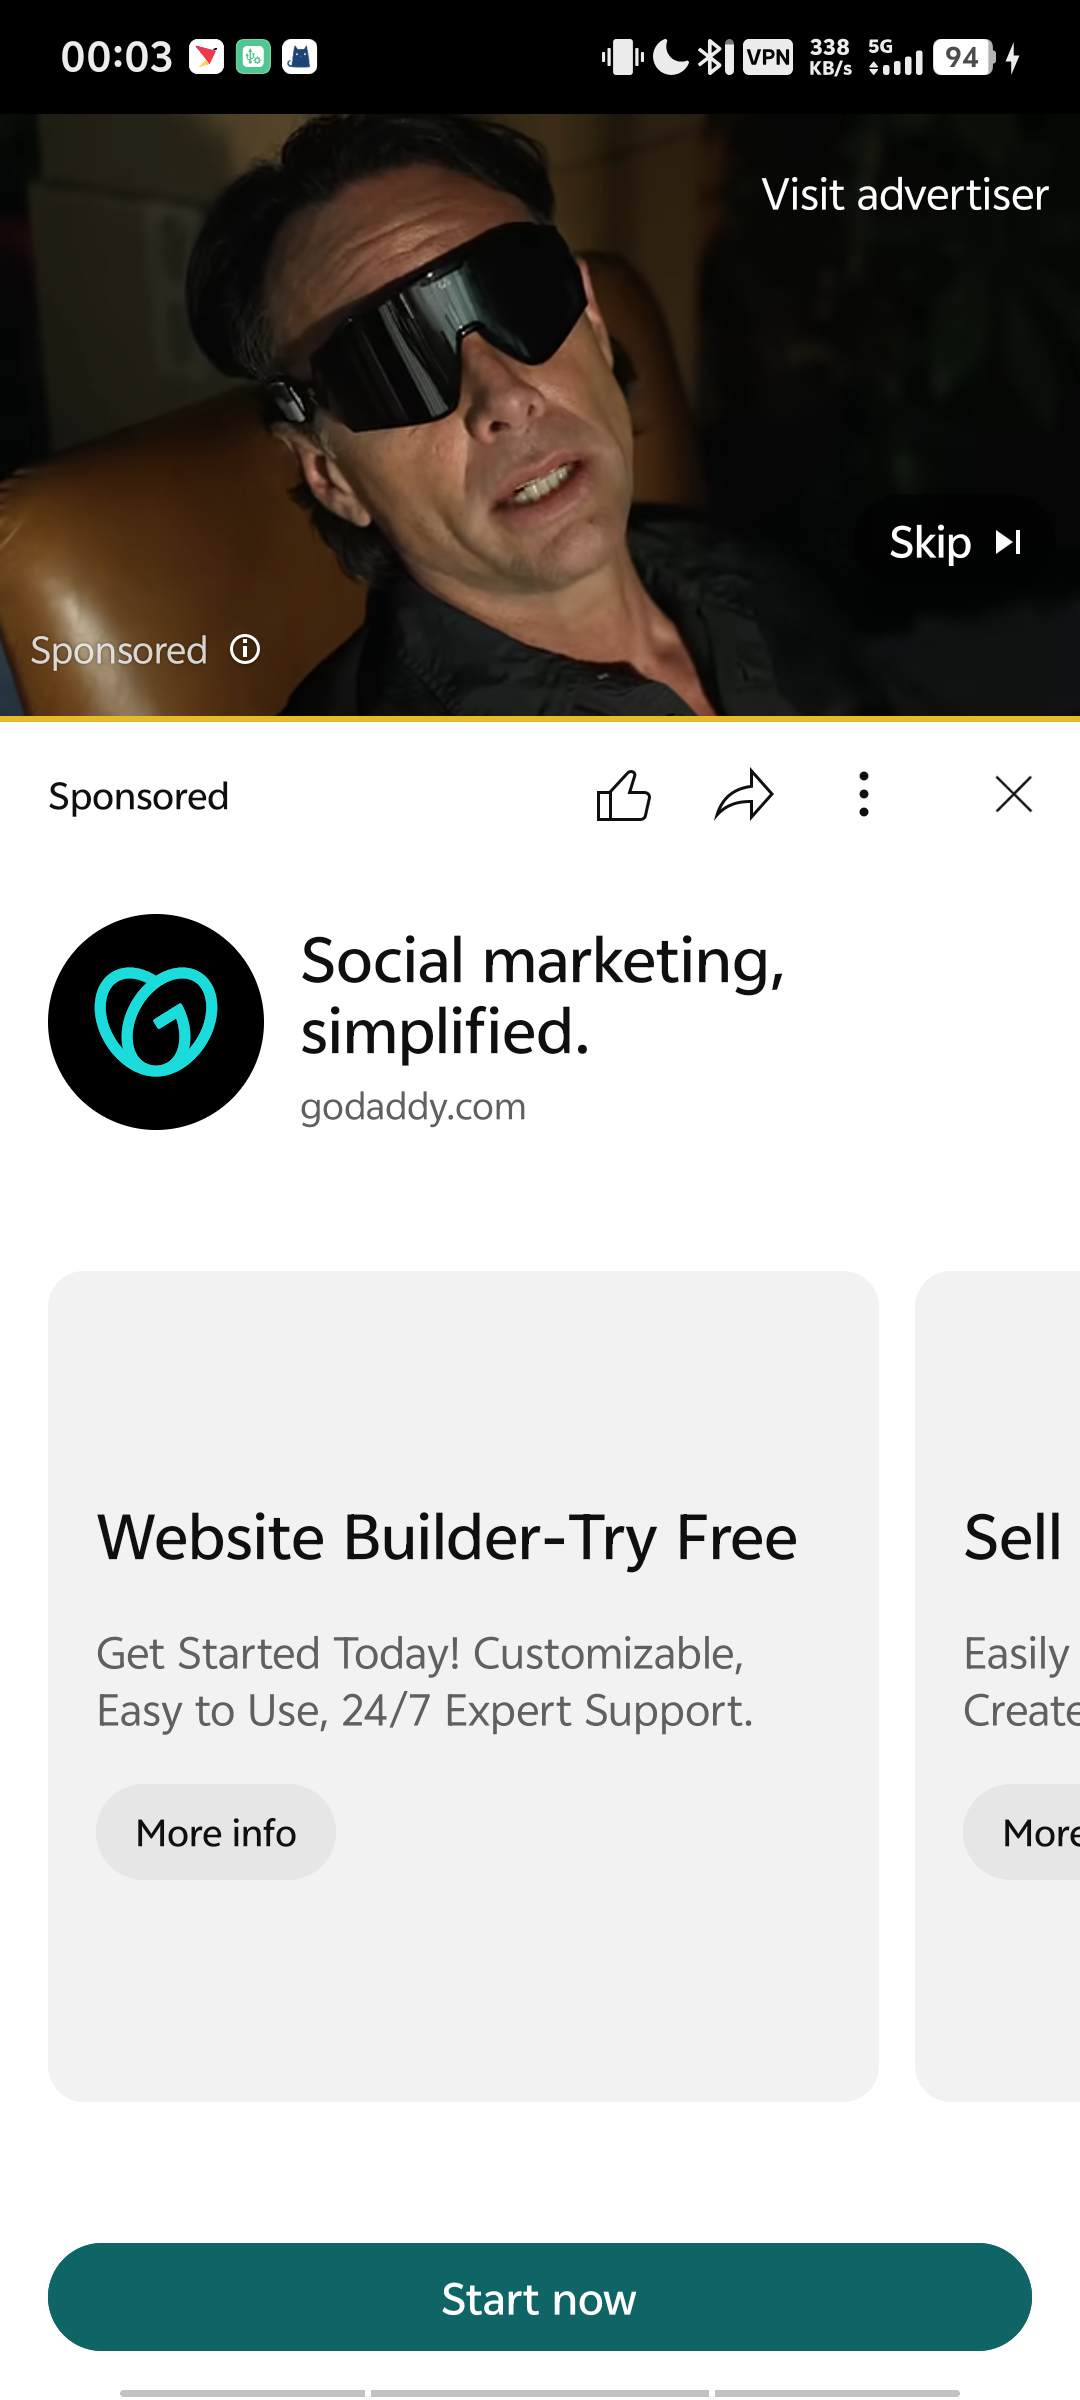 00:03
VPN
338
KB/s
5G
94
Visit advertiser
Skip
Sponsored
Sponsored
Social marketing,
simplified.
godaddy.com
Website Builder-Try Free
Get Started Today! Customizable,
Easy to Use, 24/7 Expert Support.
More info
Sell
Easily
Create
More
Start now